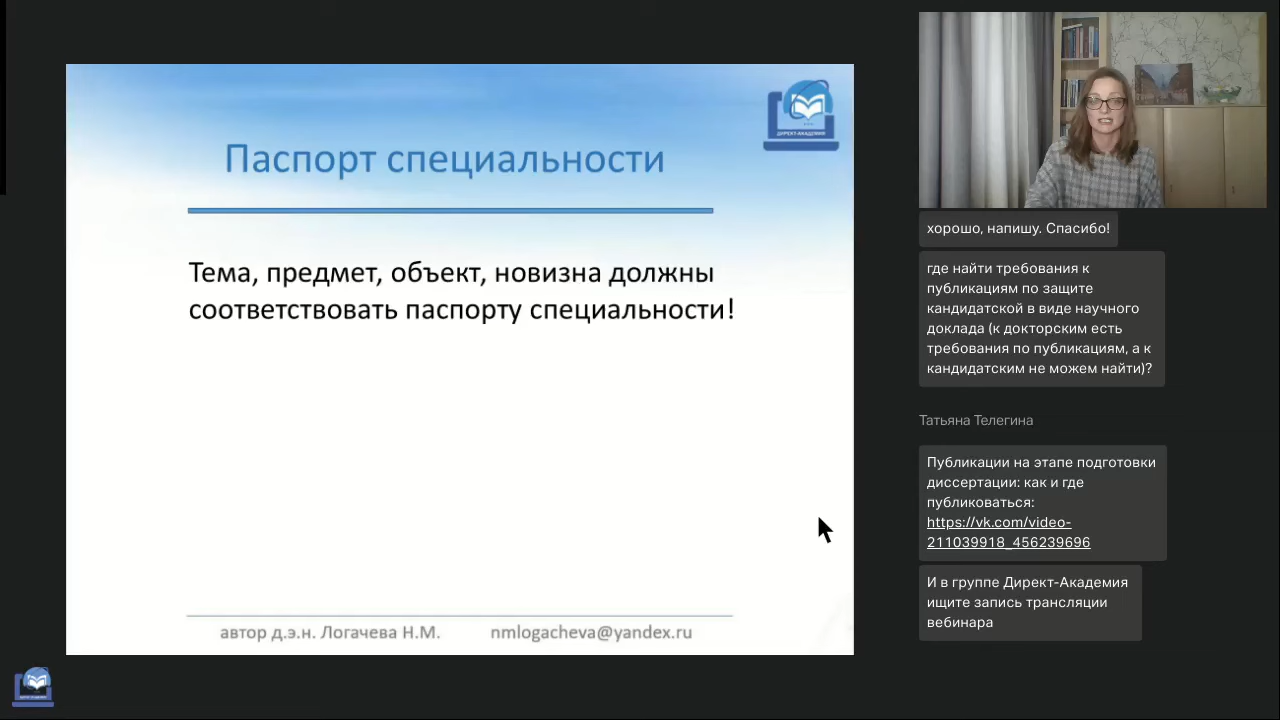 ДИРЕКТ-АКАДЕМИЯ
Паспорт специальности
Тема, предмет, объект, новизна должны
соответствовать паспорту специальности!
автор д.э.н. Логачева Н.М. nmlogacheva@yandex.ru
хорошо, напишу. Спасибо!
где найти требования к
публикациям по защите
кандидатской в виде научного
доклада (к докторским есть
требования по публикациям, а к
кандидатским не можем найти)?
Татьяна Телегина
Публикации на этапе подготовки
диссертации: как и где
публиковаться:
https://vk.com/video-
211039918_456239696
И в группе Директ-Академия
ищите запись трансляции
вебинара